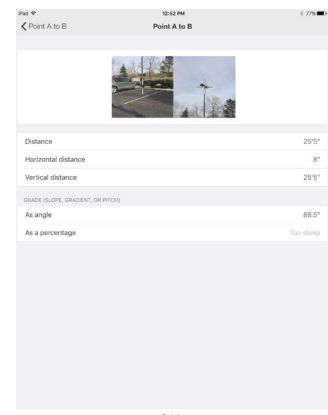 iPad 12:52 PM 77%
Point A to B Point A to B
Distance 25'5"
Horizontal distance 8"
Vertical distance 25'5"
GRADE (SLOPE, GRADIENT, OR PITCH)
As angle 88.5°
As a percentage Too steep